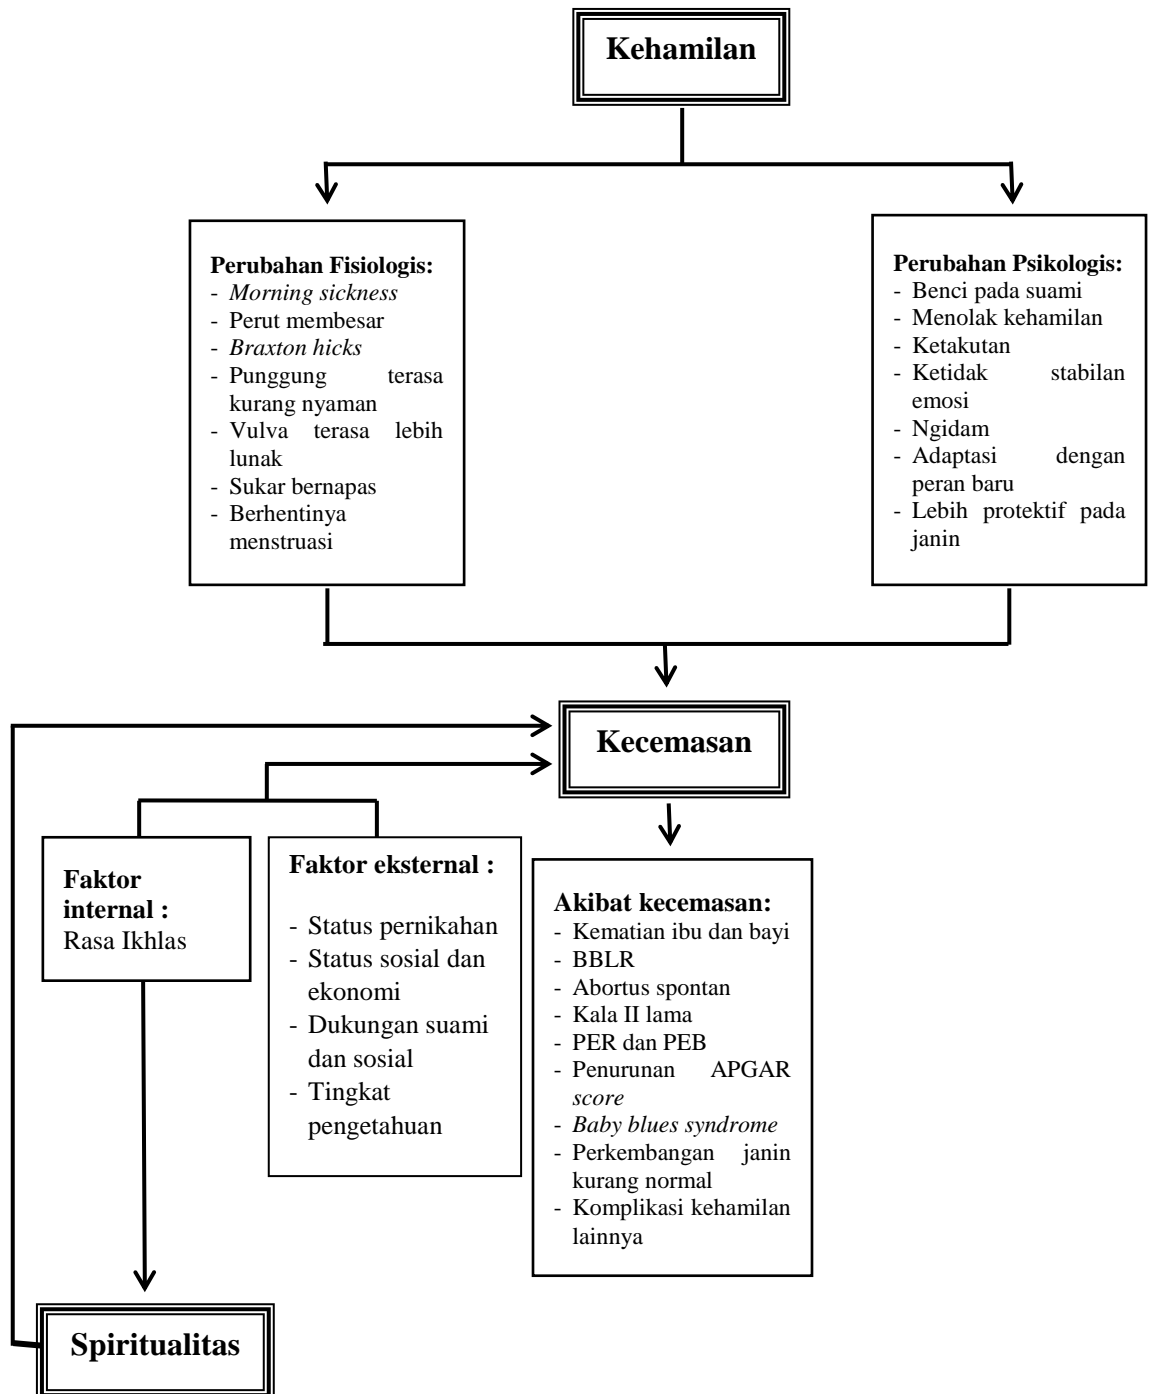 Kehamilan
Perubahan Fisiologis:
- Morning sickness
- Perut membesar
- Braxton hicks
- Punggung terasa
kurang nyaman
- Vulva terasa lebih
lunak
- Sukar bernapas
- Berhentinya
menstruasi
Perubahan Psikologis:
- Benci pada suami
- Menolak kehamilan
- Ketakutan
- Ketidak stabilan
emosi
- Ngidam
- Adaptasi dengan
peran baru
- Lebih protektif pada
janin
Kecemasan
Faktor
internal :
Rasa Ikhlas
Faktor eksternal :
- Status pernikahan
- Status sosial dan
ekonomi
- Dukungan suami
dan sosial
- Tingkat
pengetahuan
Akibat kecemasan:
- Kematian ibu dan bayi
- BBLR
- Abortus spontan
- Kala II lama
- PER dan PEB
- Penurunan APGAR
score
- Baby blues syndrome
- Perkembangan janin
kurang normal
- Komplikasi kehamilan
lainnya
Spiritualitas